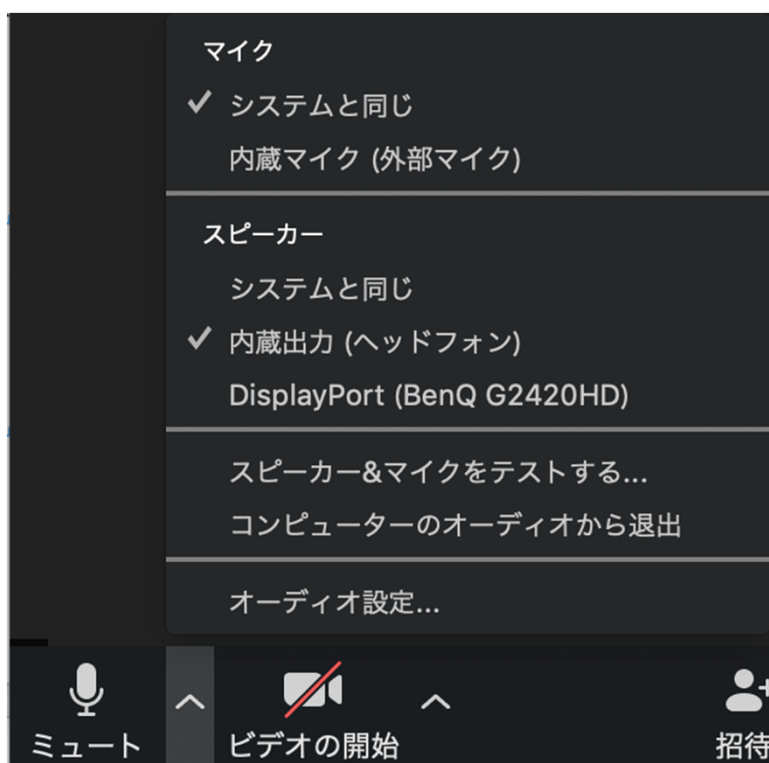 マイク
システムと同じ
内蔵マイク (外部マイク)
スピーカー
システムと同じ
内蔵出力 (ヘッドフォン)
DisplayPort (BenQ G2420HD)
スピーカー&マイクをテストする...
コンピューターのオーディオから退出
オーディオ設定...
ミュート
ビデオの開始
招待